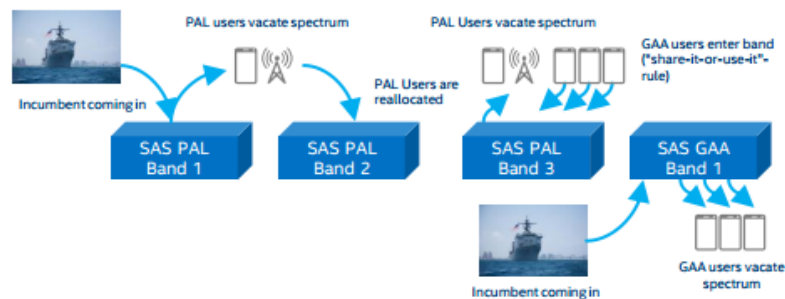 PAL users vacate spectrum
Incumbent coming in
PAL Users are
reallocated
SAS PAL
Band 1
SAS PAL
Band 2
PAL Users vacate spectrum
GAA users enter band
("share-it-or-use-it"-
rule)
SAS PAL
Band 3
SAS GAA
Band 1
Incumbent coming in
GAA users vacate
spectrum